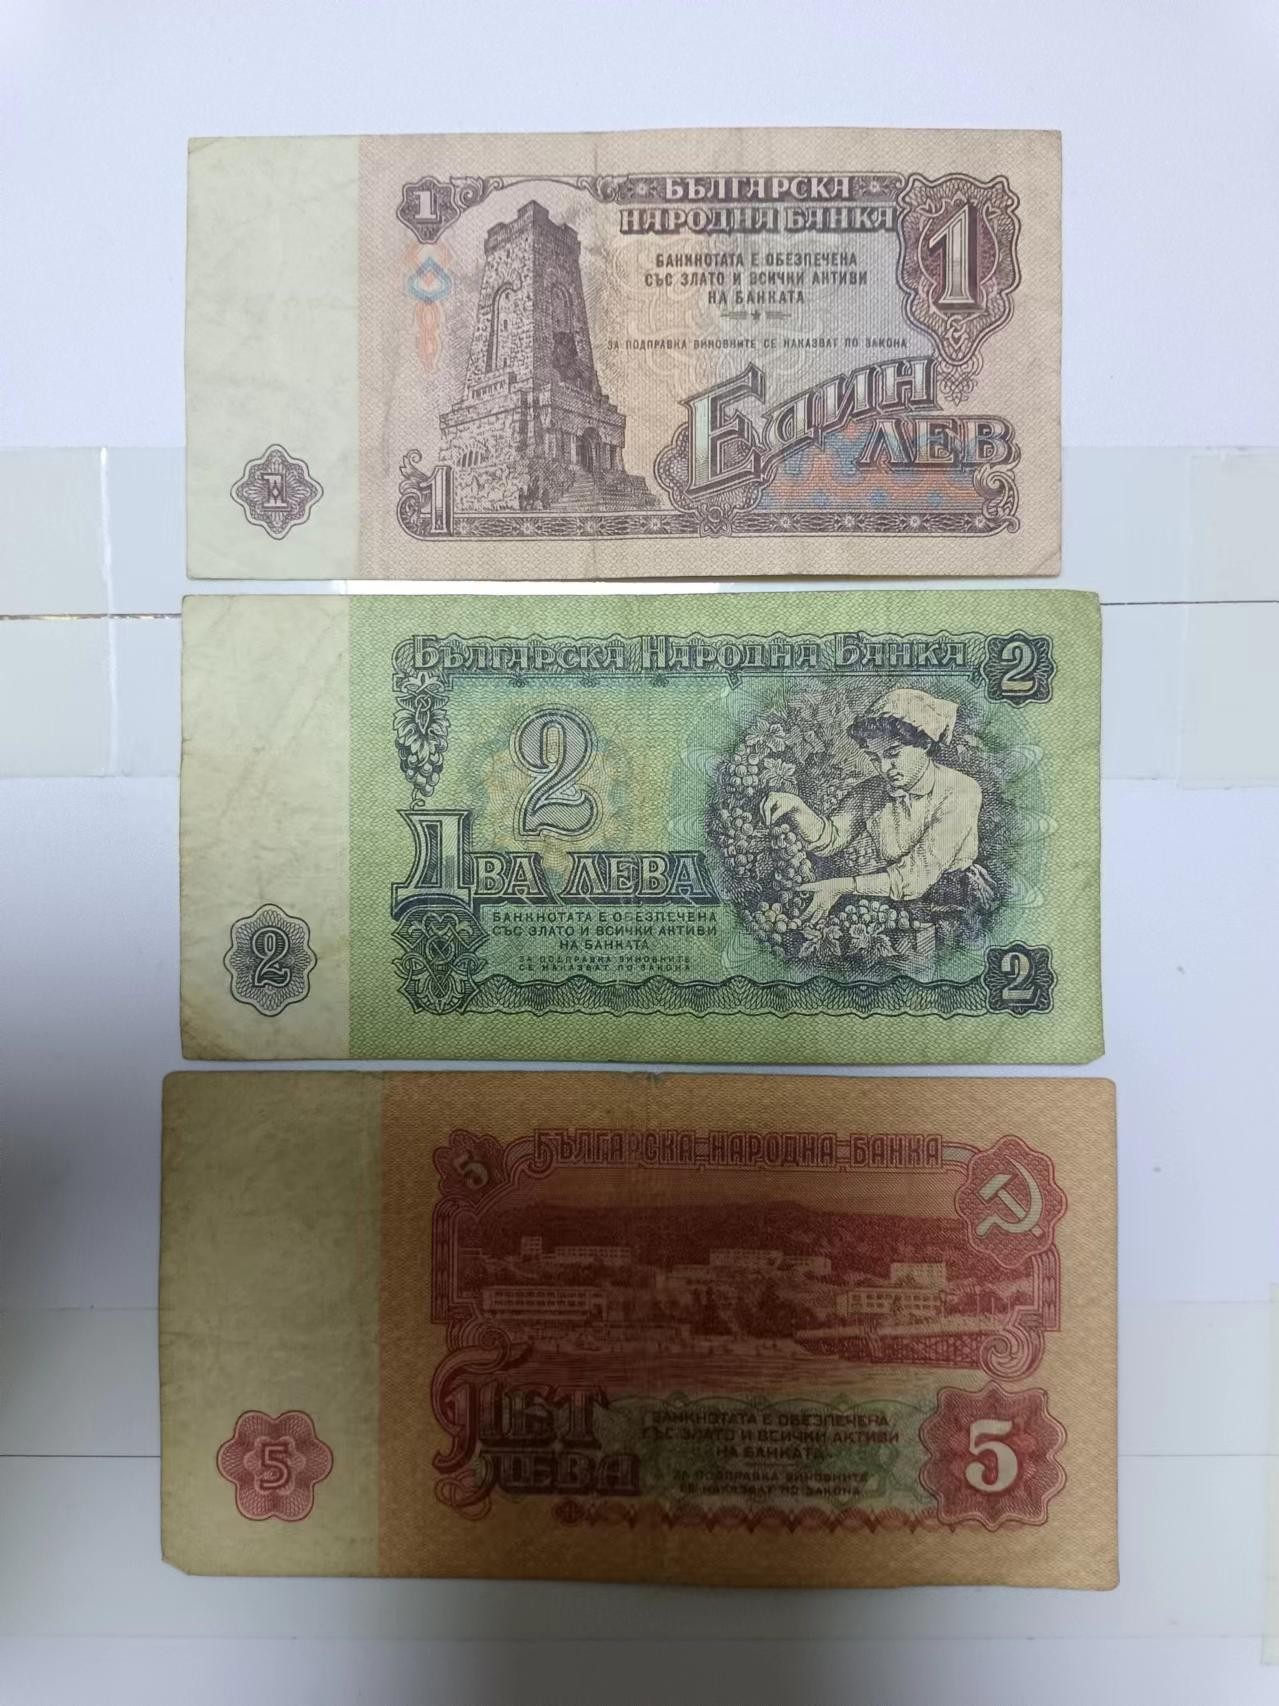 1
БЪЛГАРСКА
НАРОДНА БАНКА
1
БАНКНОТАТА Е ОБЕЗПЕЧЕНА
СЪС ЗЛАТО И ВСИЧКИ АКТИВИ
НА БАНКАТА
ЗА ПОДПРАВКА ВИНОВНИТЕ СЕ НАКАЗВАТ ПО ЗАКОНА
ЕДИН
ЛЕВ
1
1
БЪЛГАРСКА НАРОДНА БАНКА
2
2
ДВА ЛЕВА
БАНКНОТАТА Е ОБЕЗПЕЧЕНА
СЪС ЗЛАТО И ВСИЧКИ АКТИВИ
НА БАНКАТА
ЗА ПОДПРАВКА ВИНОВНИТЕ
СЕ НАКАЗВАТ ПО ЗАКОНА
2
2
5
БЪЛГАРСКА НАРОДНА БАНКА
ПЕТ
ЛЕВА
БАНКНОТАТА Е ОБЕЗПЕЧЕНА
СЪС ЗЛАТО И ВСИЧКИ АКТИВИ
НА БАНКАТА
ЗА ПОДПРАВКА ВИНОВНИТЕ
СЕ НАКАЗВАТ ПО ЗАКОНА
5
5